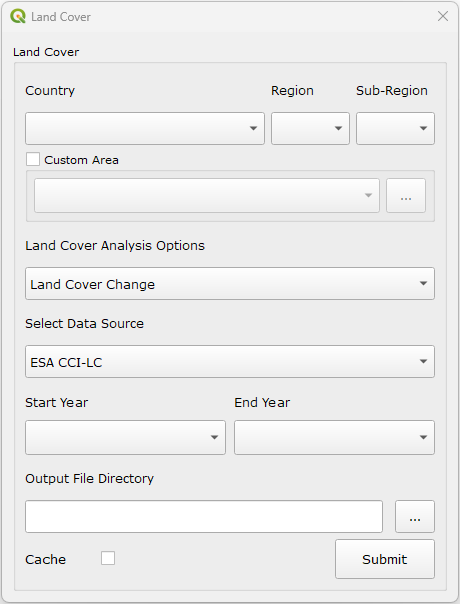 Land Cover
Land Cover
Country Region Sub-Region
Custom Area
...
Land Cover Analysis Options
Land Cover Change
Select Data Source
ESA CCI-LC
Start Year End Year
Output File Directory
...
Cache Submit